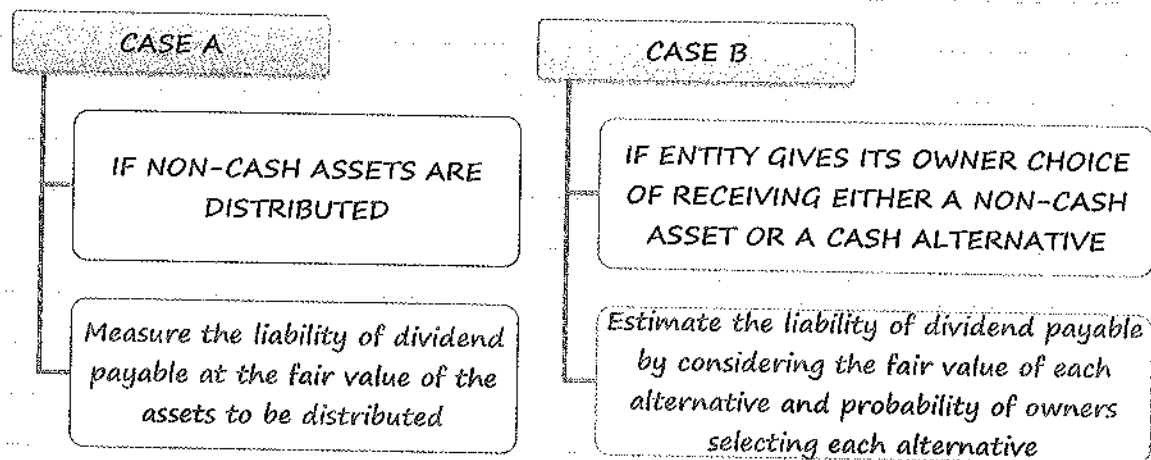 CASE A
IF NON-CASH ASSETS ARE
DISTRIBUTED
Measure the liability of dividend
payable at the fair value of the
assets to be distributed
CASE B
IF ENTITY GIVES ITS OWNER CHOICE
OF RECEIVING EITHER A NON-CASH
ASSET OR A CASH ALTERNATIVE
Estimate the liability of dividend payable
by considering the fair value of each
alternative and probability of owners
selecting each alternative